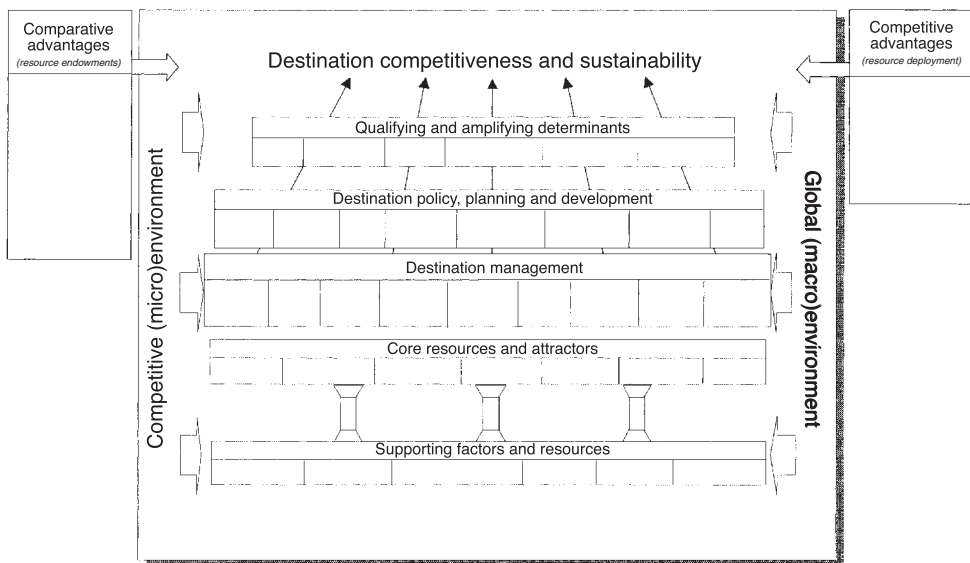 Comparative
advantages
(resource endowments)
Competitive
advantages
(resource deployment)
Destination competitiveness and sustainability
Qualifying and amplifying determinants
Destination policy, planning and development
Destination management
Core resources and attractors
Supporting factors and resources
Competitive (micro)environment
Global (macro)environment